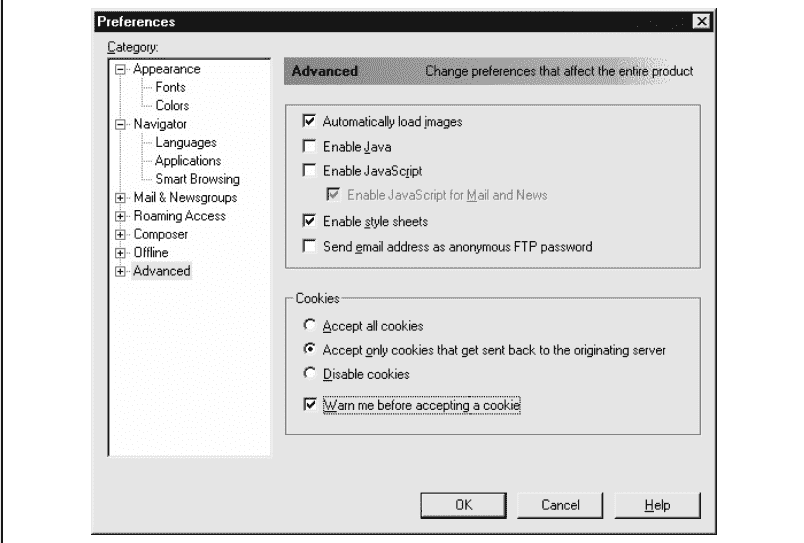 Preferences
Category:
Appearance
Fonts
Colors
Navigator
Languages
Applications
Smart Browsing
Mail & Newsgroups
Roaming Access
Composer
Offline
Advanced
Advanced Change preferences that affect the entire product
Automatically load images
Enable Java
Enable JavaScript
Enable JavaScript for Mail and News
Enable style sheets
Send email address as anonymous FTP password
Cookies
Accept all cookies
Accept only cookies that get sent back to the originating server
Disable cookies
Warn me before accepting a cookie
OK Cancel Help